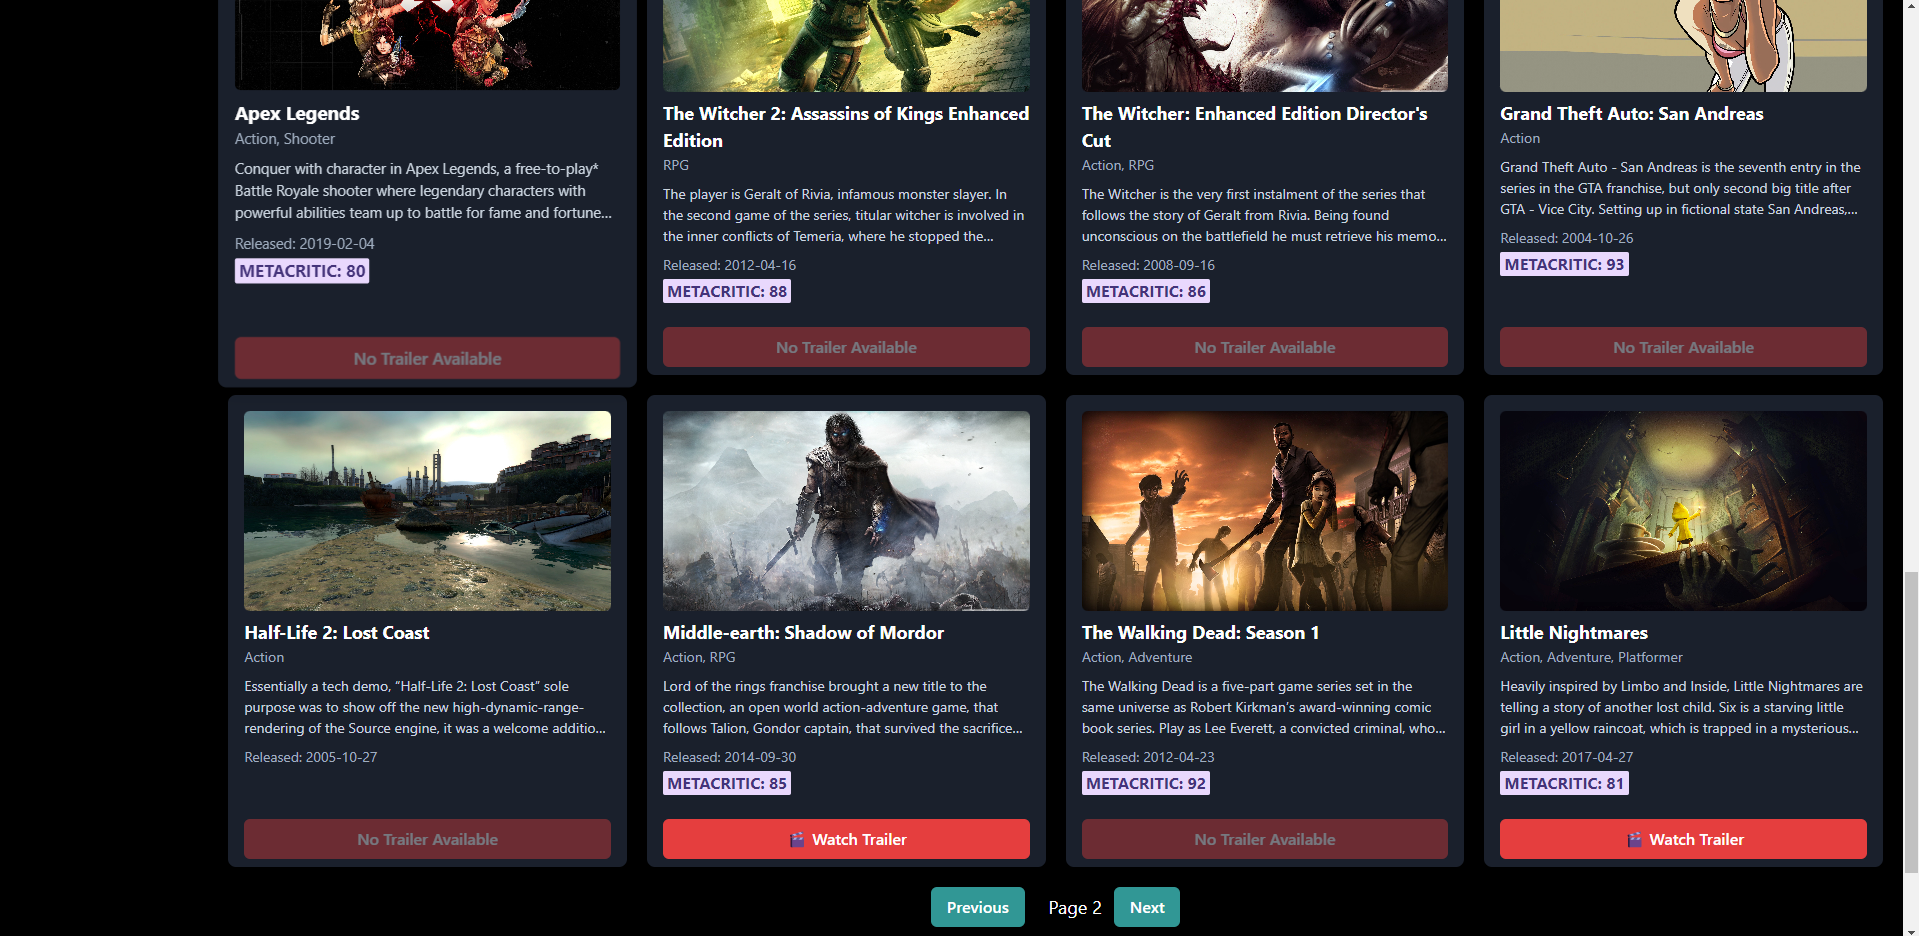 Apex Legends
Action, Shooter
Conquer with character in Apex Legends, a free-to-play*
Battle Royale shooter where legendary characters with
powerful abilities team up to battle for fame and fortune...
Released: 2019-02-04
METACRITIC: 80
No Trailer Available
The Witcher 2: Assassins of Kings Enhanced
Edition
RPG
The player is Geralt of Rivia, infamous monster slayer. In
the second game of the series, titular witcher is involved in
the inner conflicts of Temeria, where he stopped the...
Released: 2012-04-16
METACRITIC: 88
No Trailer Available
The Witcher: Enhanced Edition Director's
Cut
Action, RPG
The Witcher is the very first instalment of the series that
follows the story of Geralt from Rivia. Being found
unconscious on the battlefield he must retrieve his memo...
Released: 2008-09-16
METACRITIC: 86
No Trailer Available
Grand Theft Auto: San Andreas
Action
Grand Theft Auto - San Andreas is the seventh entry in the
series in the GTA franchise, but only second big title after
GTA - Vice City. Setting up in fictional state San Andreas,...
Released: 2004-10-26
METACRITIC: 93
No Trailer Available
Half-Life 2: Lost Coast
Action
Essentially a tech demo, “Half-Life 2: Lost Coast” sole
purpose was to show off the new high-dynamic-range-
rendering of the Source engine, it was a welcome additio...
Released: 2005-10-27
No Trailer Available
Middle-earth: Shadow of Mordor
Action, RPG
Lord of the rings franchise brought a new title to the
collection, an open world action-adventure game, that
follows Talion, Gondor captain, that survived the sacrifice...
Released: 2014-09-30
METACRITIC: 85
Watch Trailer
The Walking Dead: Season 1
Action, Adventure
The Walking Dead is a five-part game series set in the
same universe as Robert Kirkman’s award-winning comic
book series. Play as Lee Everett, a convicted criminal, who...
Released: 2012-04-23
METACRITIC: 92
No Trailer Available
Little Nightmares
Action, Adventure, Platformer
Heavily inspired by Limbo and Inside, Little Nightmares are
telling a story of another lost child. Six is a starving little
girl in a yellow raincoat, which is trapped in a mysterious...
Released: 2017-04-27
METACRITIC: 81
Watch Trailer
Previous
Page 2
Next